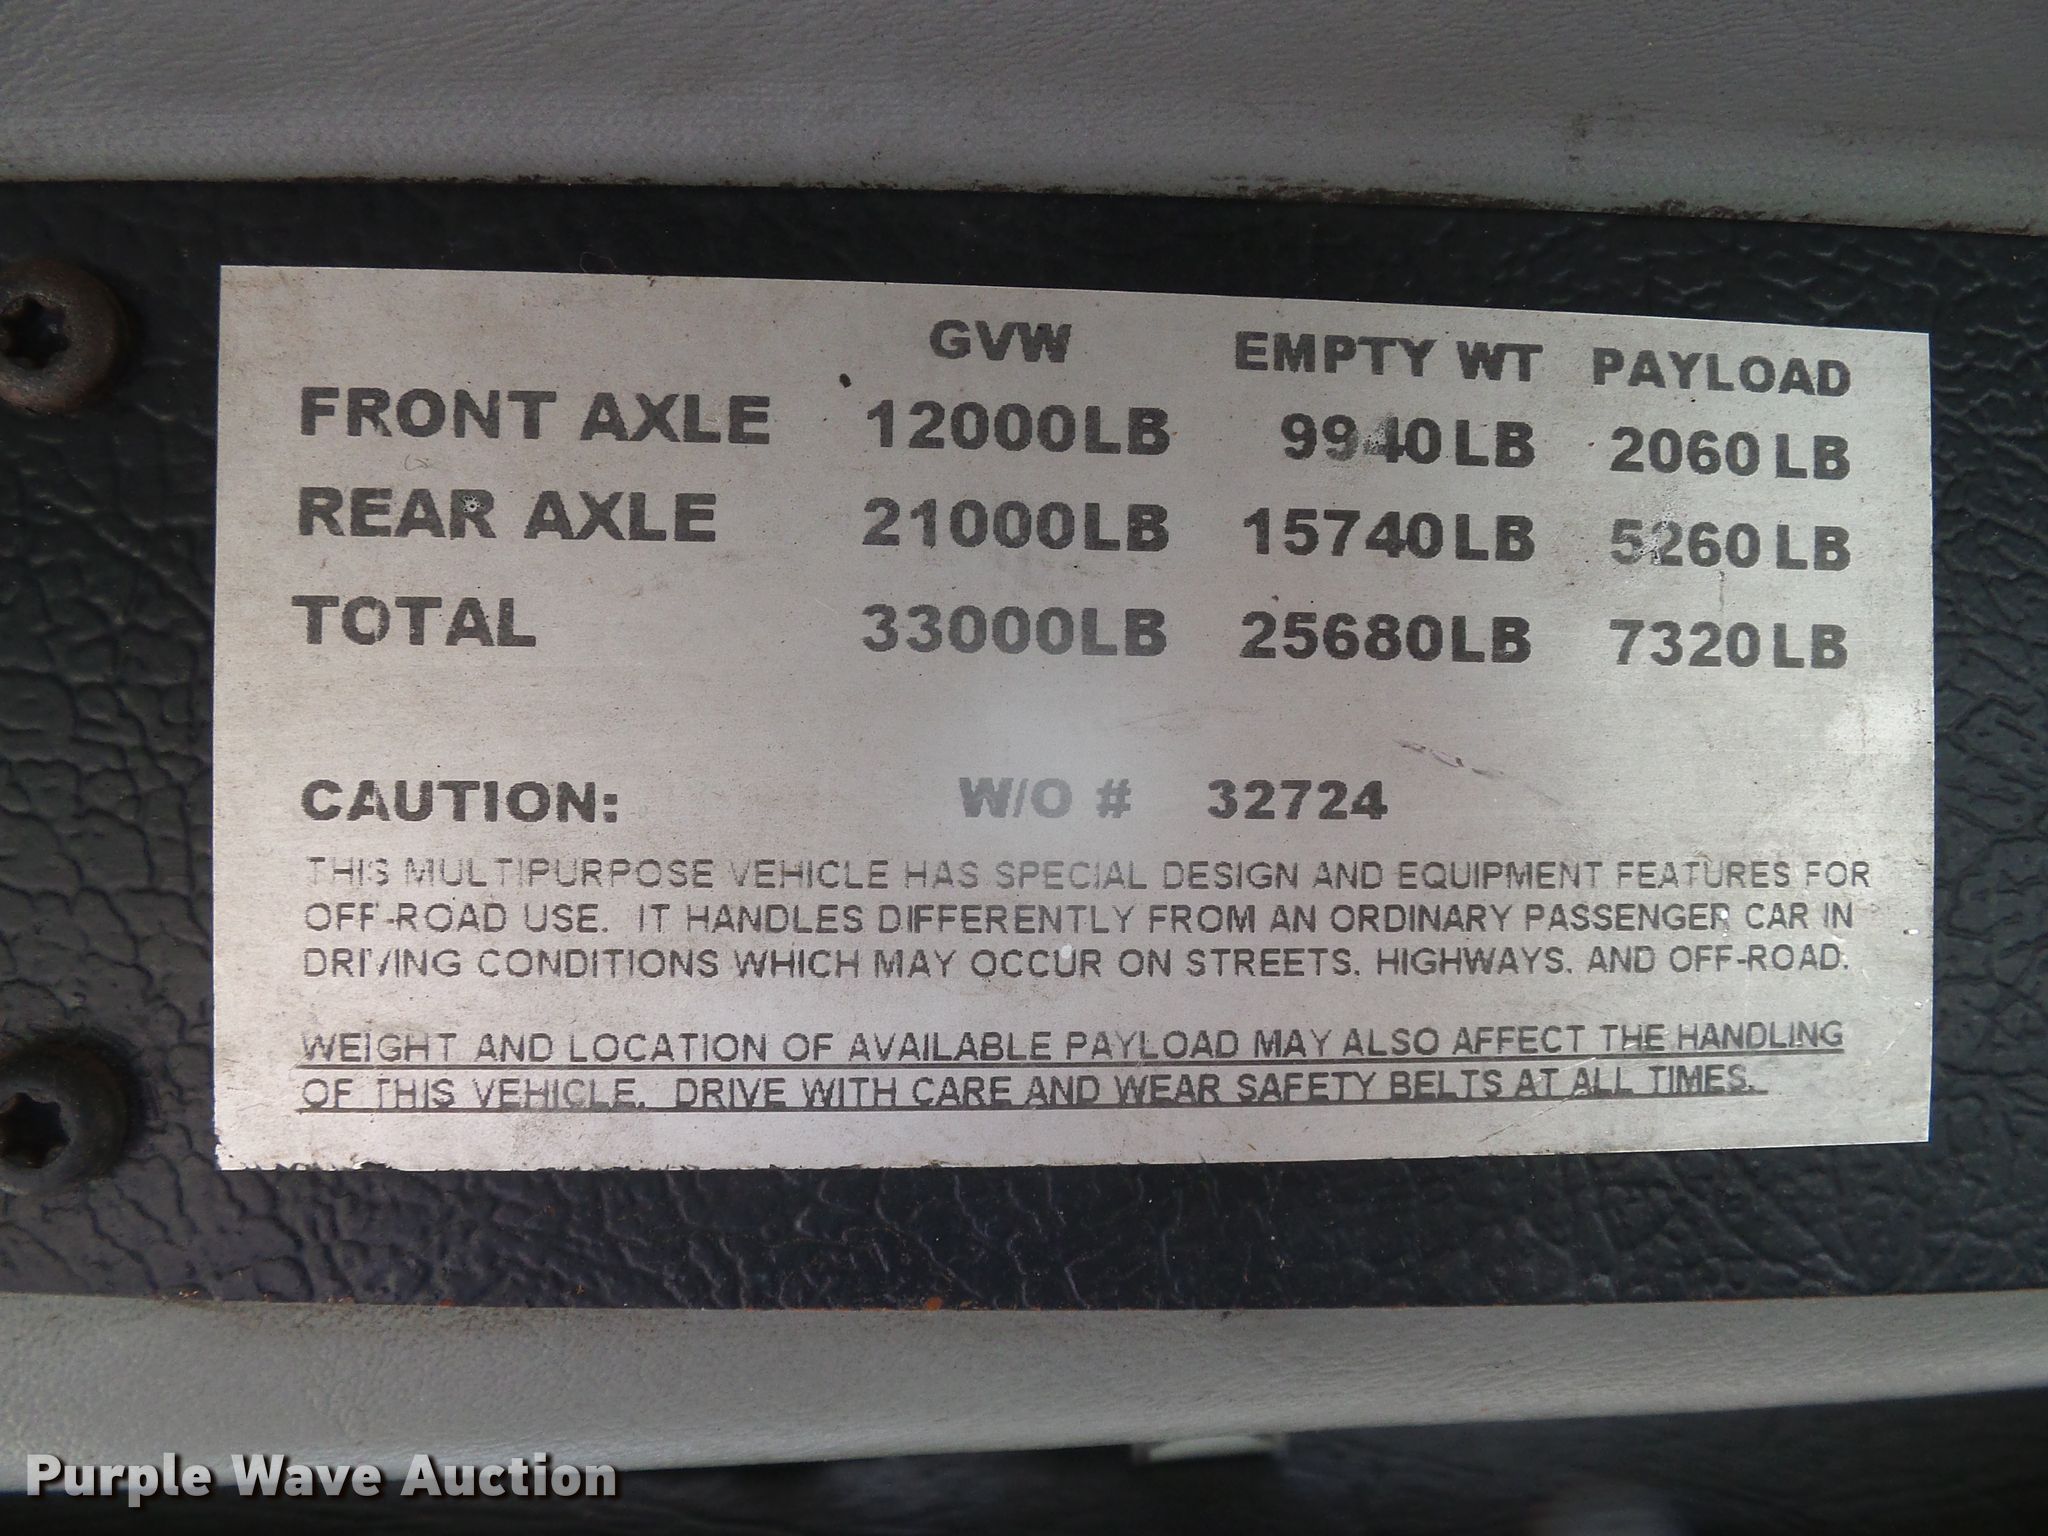 GVW EMPTY WT PAYLOAD
FRONT AXLE 12000LB 9940LB 2060LB
REAR AXLE 21000LB 15740LB 5260LB
TOTAL 33000LB 25680LB 7320LB
CAUTION: W/O # 32724
THIS MULTIPURPOSE VEHICLE HAS SPECIAL DESIGN AND EQUIPMENT FEATURES FOR
OFF-ROAD USE. IT HANDLES DIFFERENTLY FROM AN ORDINARY PASSENGER CAR IN
DRIVING CONDITIONS WHICH MAY OCCUR ON STREETS, HIGHWAYS, AND OFF-ROAD.
WEIGHT AND LOCATION OF AVAILABLE PAYLOAD MAY ALSO AFFECT THE HANDLING
OF THIS VEHICLE. DRIVE WITH CARE AND WEAR SAFETY BELTS AT ALL TIMES.
Purple Wave Auction